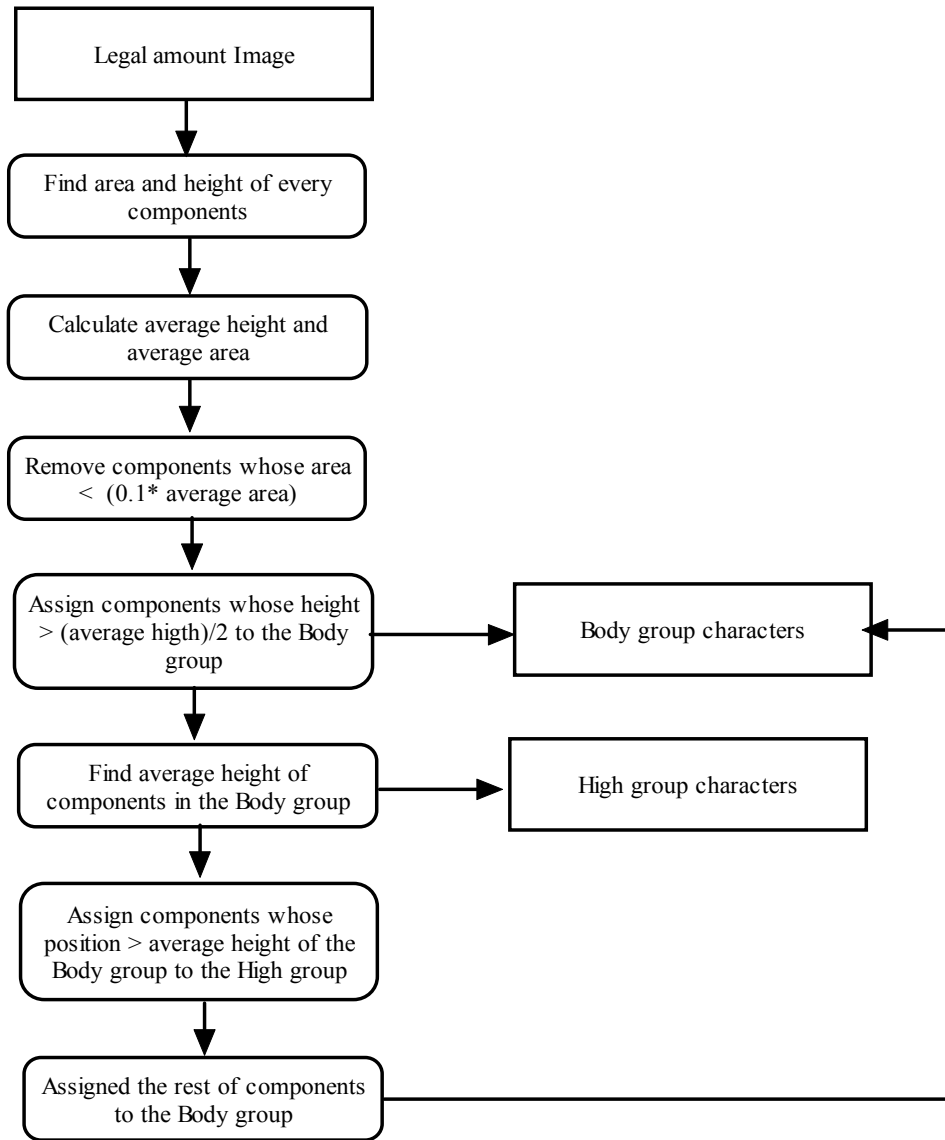 Legal amount Image
Find area and height of every
components
Calculate average height and
average area
Remove components whose area
< (0.1* average area)
Assign components whose height
> (average higth)/2 to the Body
group
Body group characters
Find average height of
components in the Body group
High group characters
Assign components whose
position > average height of the
Body group to the High group
Assigned the rest of components
to the Body group